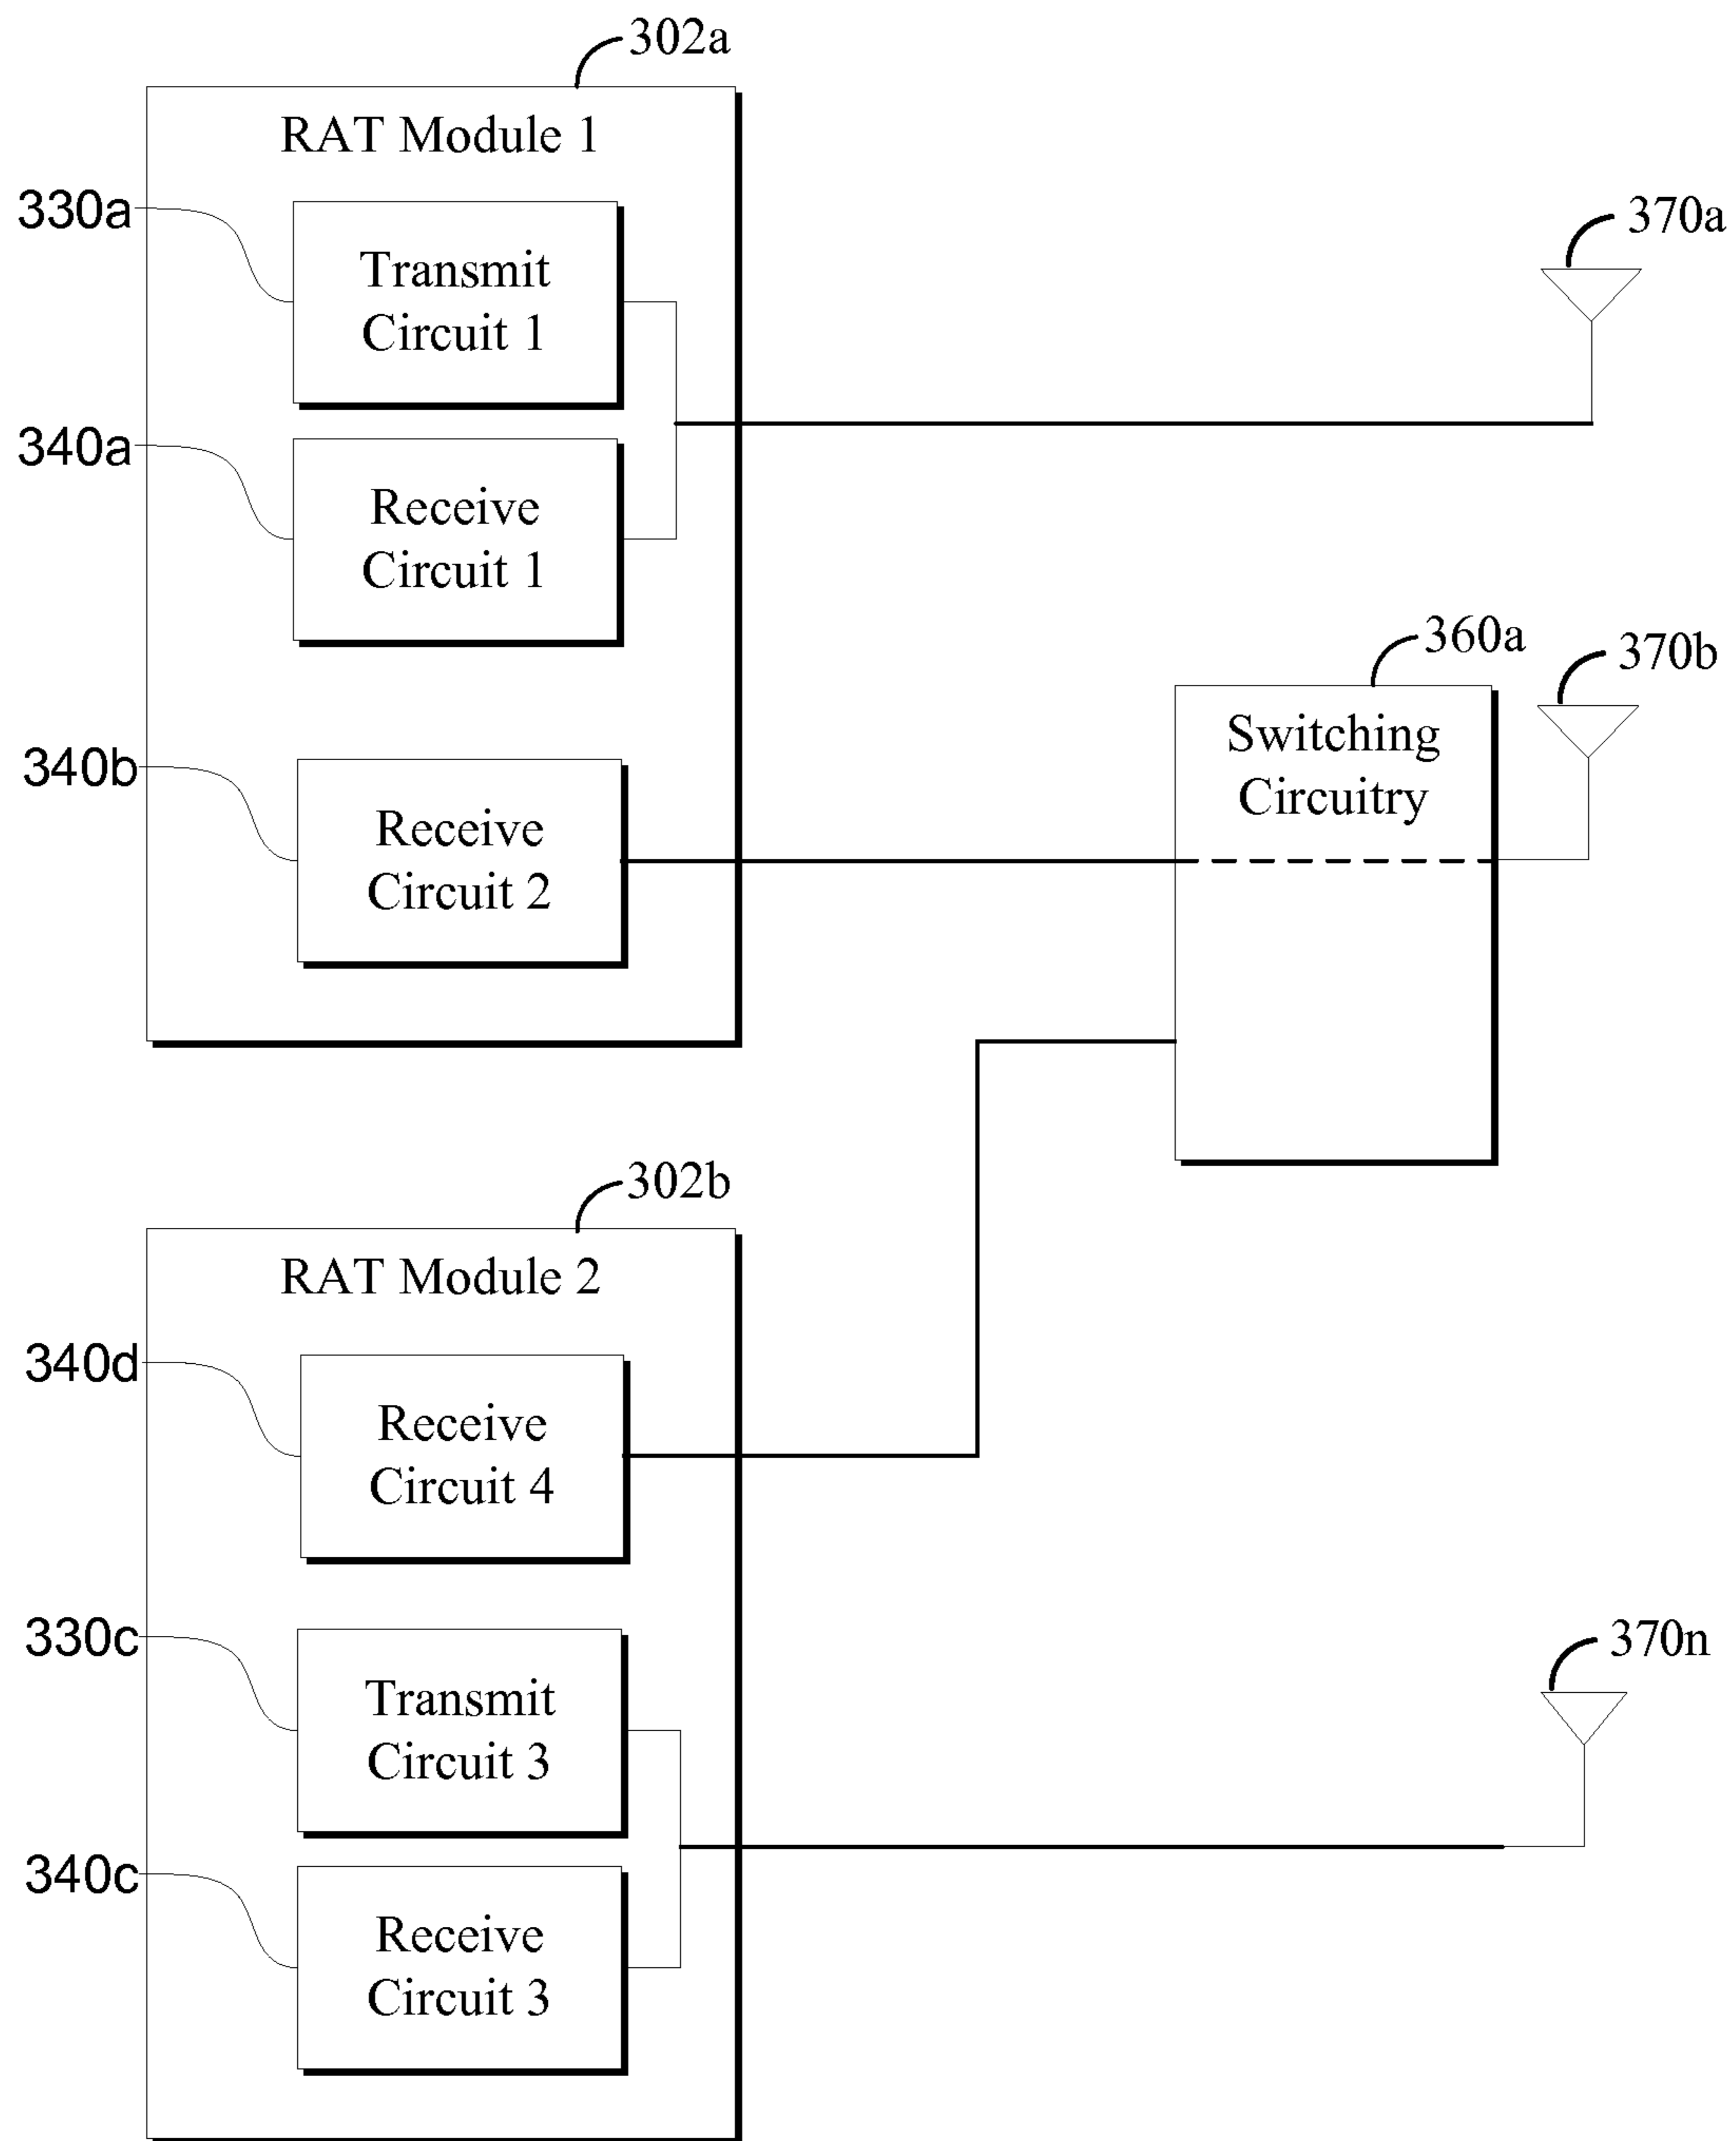 302a
RAT Module 1
330a
Transmit
Circuit 1
370a
340a
Receive
Circuit 1
360a
370b
Switching
Circuitry
340b
Receive
Circuit 2
302b
RAT Module 2
340d
Receive
Circuit 4
330c
Transmit
Circuit 3
370n
340c
Receive
Circuit 3